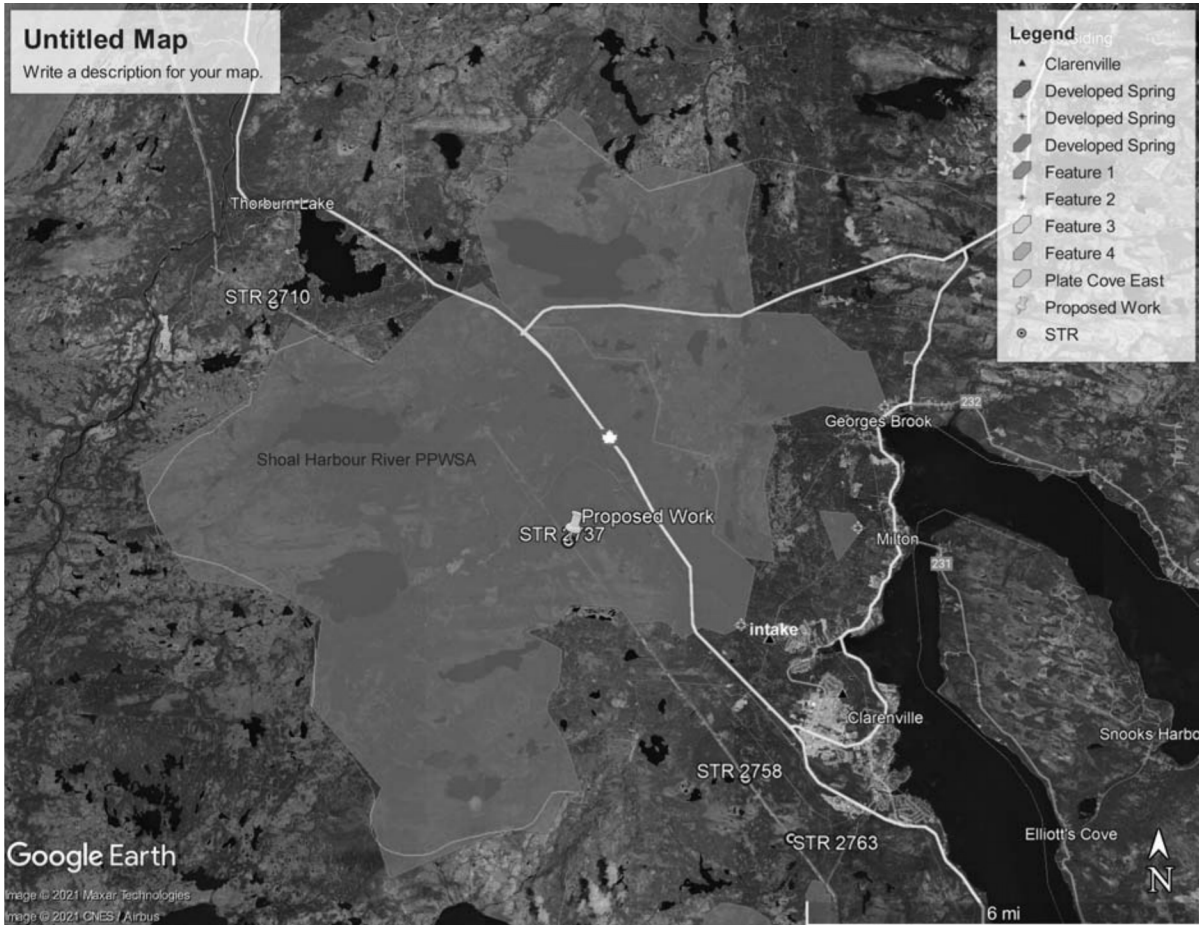 Untitled Map
Write a description for your map.
Legend
Clarenville
Developed Spring
Developed Spring
Developed Spring
Feature 1
Feature 2
Feature 3
Feature 4
Plate Cove East
Proposed Work
STR
Thorburn Lake
STR 2710
232
Georges Brook
Shoal Harbour River PPWSA
Proposed Work
STR 2737
Milton
231
intake
Clarenville
Snooks Harbo
STR 2758
Elliott's Cove
STR 2763
Google Earth
Image © 2021 Maxar Technologies
Image © 2021 CNES / Airbus
6 mi
N